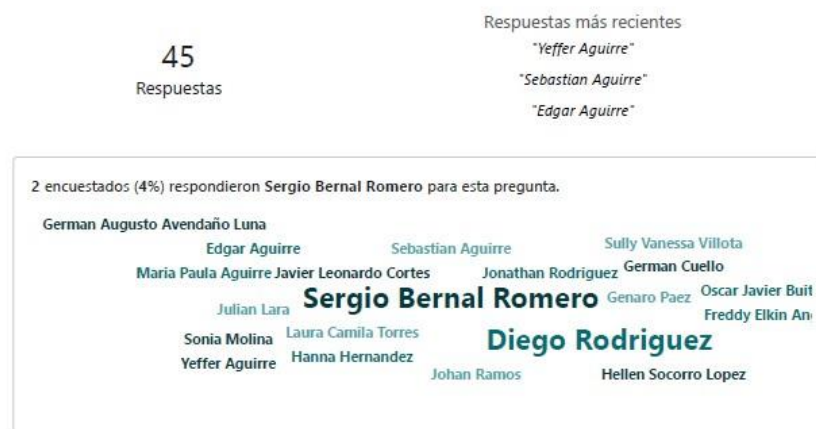 45
Respuestas
Respuestas más recientes
"Yeffer Aguirre"
"Sebastian Aguirre"
"Edgar Aguirre"
2 encuestados (4%) respondieron Sergio Bernal Romero para esta pregunta.
German Augusto Avendaño Luna
Edgar Aguirre
Sebastian Aguirre
Sully Vanessa Villota
Maria Paula Aguirre
Javier Leonardo Cortes
Jonathan Rodriguez
German Cuello
Julian Lara
Sergio Bernal Romero
Genaro Paez
Oscar Javier Buit
Freddy Elkin An
Sonia Molina
Laura Camila Torres
Diego Rodriguez
Yeffer Aguirre
Hanna Hernandez
Johan Ramos
Hellen Socorro Lopez